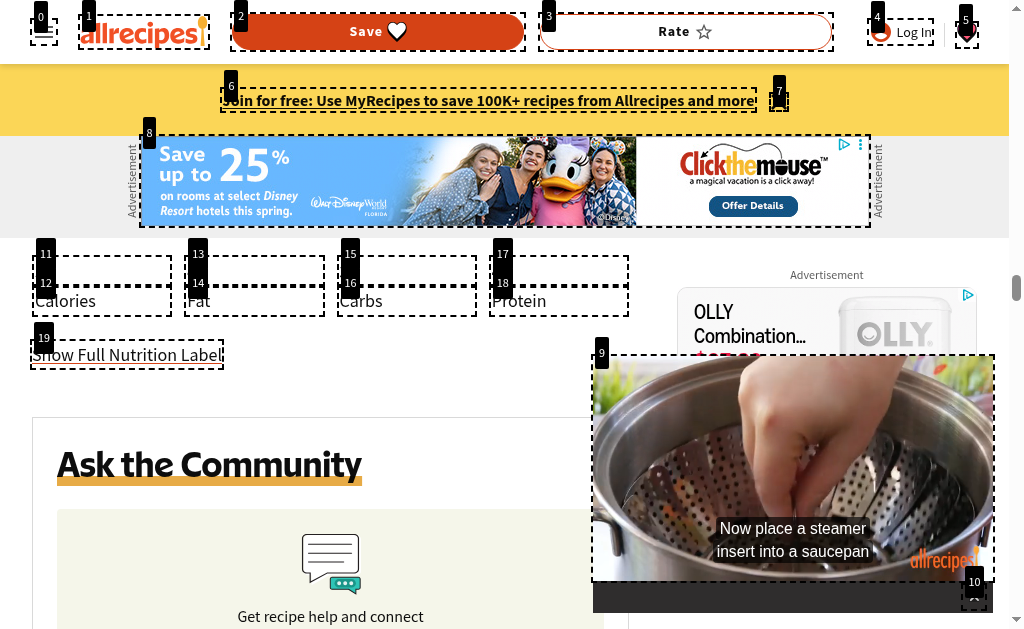 0
1
2
3
4
5
allrecipes!
Save
Rate
Log In
6
7
Join for free: Use MyRecipes to save 100K+ recipes from Allrecipes and more
8
Advertisement
Save up to 25%
on rooms at select Disney
Resort hotels this spring.
Walt Disney World
FLORIDA
©Disney
Clickthemouse™
a magical vacation is a click away!
Offer Details
Advertisement
11
13
15
17
12
14
16
18
Calories
Fat
Carbs
Protein
Advertisement
OLLY
Combination...
OLLY.
19
Show Full Nutrition Label
9
Ask the Community
Now place a steamer
insert into a saucepan
allrecipes!
10
Get recipe help and connect